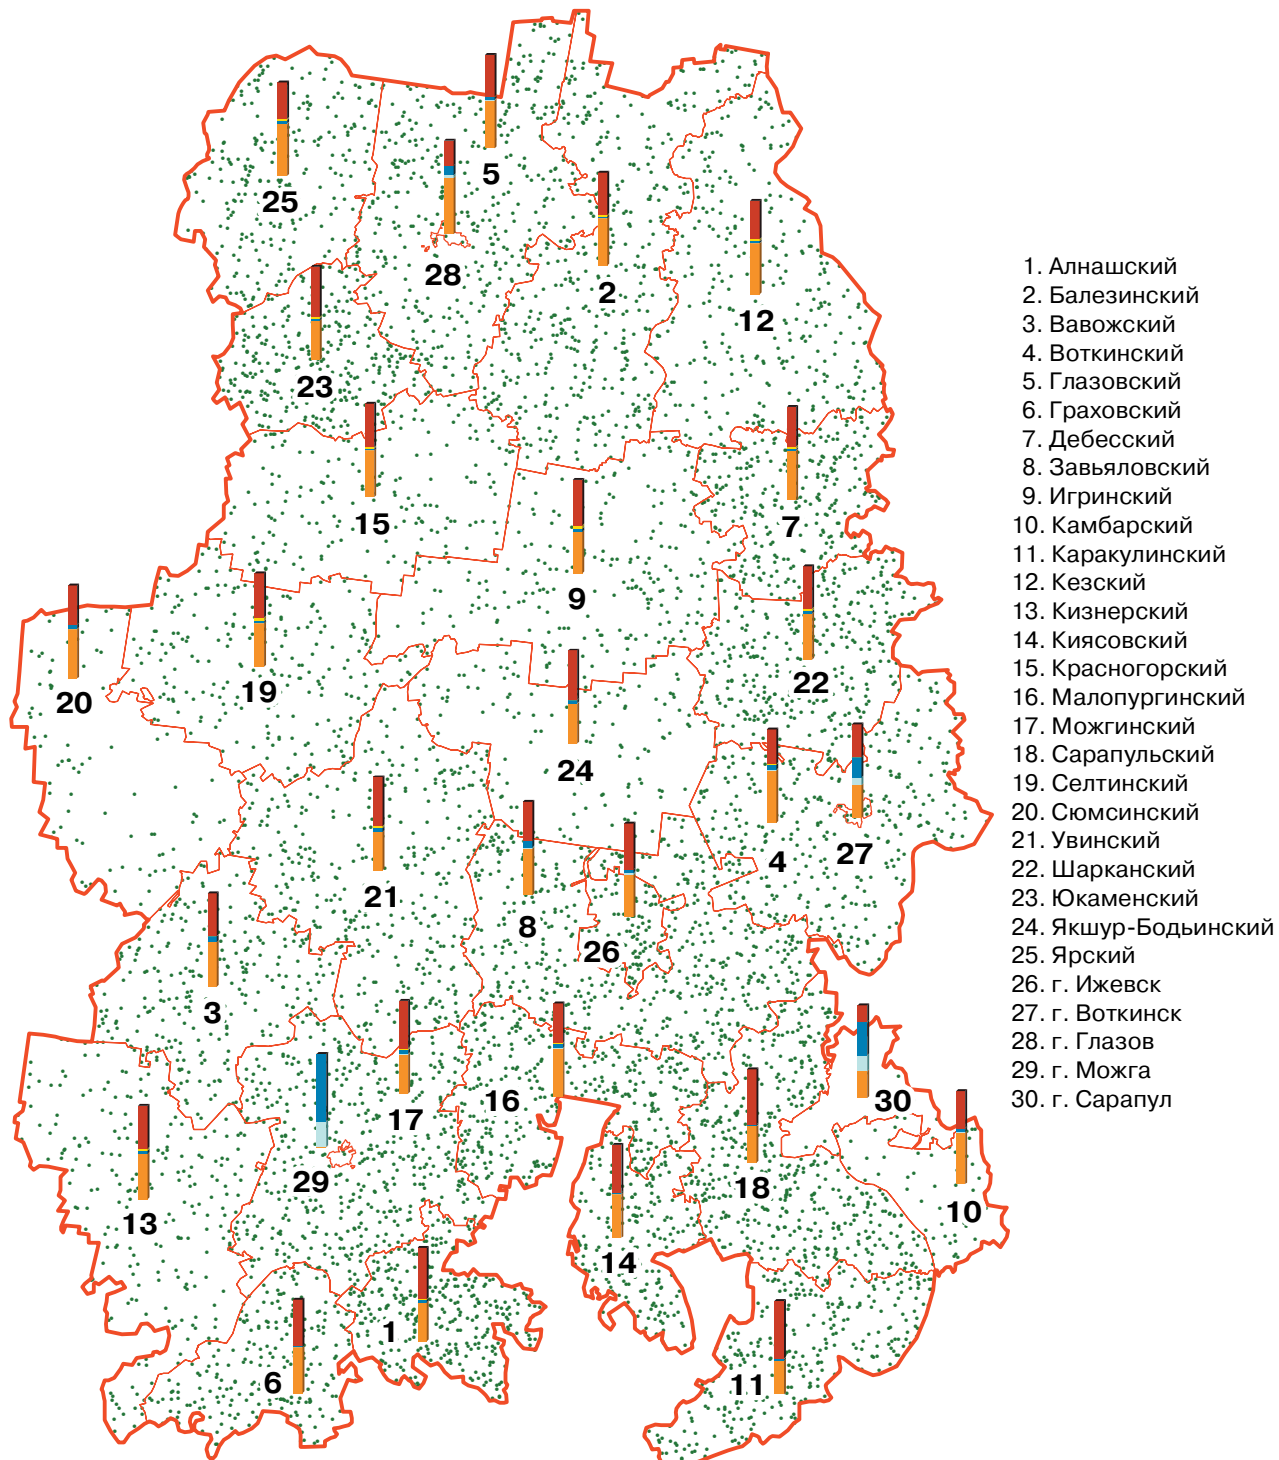 5
25
28
2
12
23
15
7
9
20
19
22
24
4
27
21
8
26
3
17
16
30
29
18
10
13
14
1
6
11
1. Алнашский
2. Балезинский
3. Вавожский
4. Воткинский
5. Глазовский
6. Граховский
7. Дебесский
8. Завьяловский
9. Игринский
10. Камбарский
11. Каракулинский
12. Кезский
13. Кизнерский
14. Киясовский
15. Красногорский
16. Малопургинский
17. Можгинский
18. Сарапульский
19. Селтинский
20. Сюмсинский
21. Увинский
22. Шарканский
23. Юкаменский
24. Якшур-Бодьинский
25. Ярский
26. г. Ижевск
27. г. Воткинск
28. г. Глазов
29. г. Можга
30. г. Сарапул